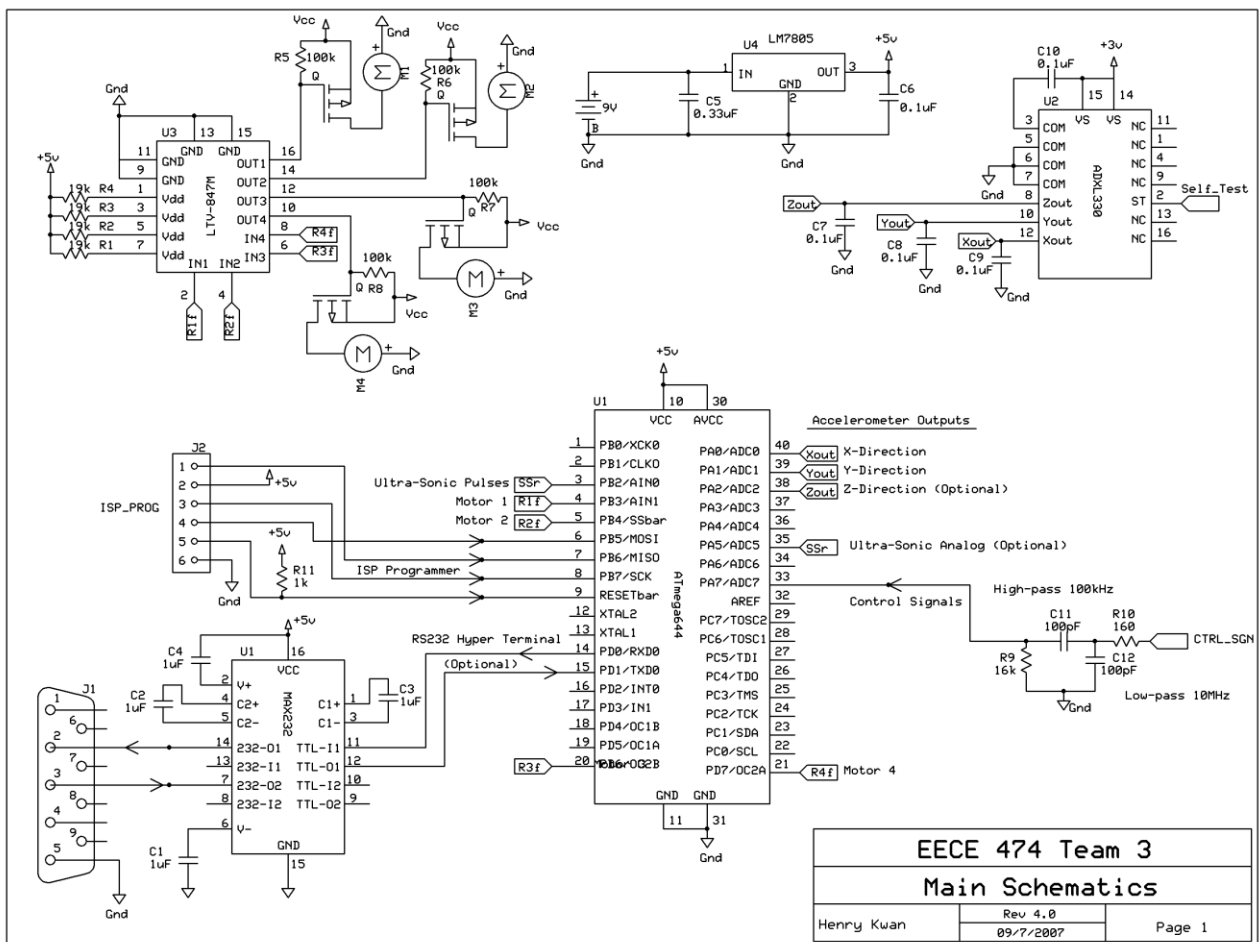 Vcc Gnd
R5 100k
Q
M1
Vcc Gnd
100k
R6
Q
M2
Gnd
U3 13 15
GND GND
11 GND OUT1 16
9 GND OUT2 14
+5v
19k R4 1 Vdd OUT3 12
19k R3 3 Vdd OUT4 10
19k R2 5 Vdd IN4 8 R4f
19k R1 7 Vdd IN3 6 R3f
LTV-847M
IN1 IN2
2 4
R1f R2f
100k
R7
Q
Vcc
M
M3
+
Gnd
100k
R8
Q
Vcc
M
M4
+
Gnd
U4 LM7805
+5v
1 IN OUT 3
GND
2
+
9V
B
C5
0.33uF
C6
0.1uF
Gnd
Gnd
C10
0.1uF
+3v
U2
15 14
VS VS
3 COM NC 11
5 COM NC 1
6 COM NC 4
7 COM NC 9
8 Zout ST 2
10 Yout NC 13
12 Xout NC 16
ADXL330
Self_Test
Gnd
Zout
C7
0.1uF
Gnd
Yout
C8
0.1uF
Gnd
Xout
C9
0.1uF
Gnd
+5v
U1
10 30
VCC AVCC
1 PB0/XCK0
2 PB1/CLKO
Ultra-Sonic Pulses SSr 3 PB2/AIN0
Motor 1 R1f 4 PB3/AIN1
Motor 2 R2f 5 PB4/SSbar
6 PB5/MOSI
7 PB6/MISO
ISP Programmer 8 PB7/SCK
9 RESETbar
12 XTAL2
13 XTAL1
RS232 Hyper Terminal 14 PD0/RXD0
(Optional) 15 PD1/TXD0
16 PD2/INT0
17 PD3/IN1
18 PD4/OC1B
19 PD5/OC1A
R3f 20
ATmega644
Accelerometer Outputs
PA0/ADC0 40 Xout X-Direction
PA1/ADC1 39 Yout Y-Direction
PA2/ADC2 38 Zout Z-Direction (Optional)
PA3/ADC3 37
PA4/ADC4 36
PA5/ADC5 35 SSr Ultra-Sonic Analog (Optional)
PA6/ADC6 34
PA7/ADC7 33
AREF 32
PC7/TOSC2 29
PC6/TOSC1 28
PC5/TDI 27
PC4/TDO 26
PC3/TMS 25
PC2/TCK 24
PC1/SDA 23
PC0/SCL 22
PD7/OC2A 21 R4f Motor 4
GND GND
11 31
Gnd
Control Signals
High-pass 100kHz
C11
100pF
R10
160
CTRL_SGN
R9
16k
C12
100pF
Gnd
Low-pass 10MHz
J2
1
2
3
4
5
6
ISP_PROG
+5v
+5v
R11
1k
Gnd
+5v
C4
1uF
U1
16
VCC
2 V+
4 C2+ C1+ 1
5 C2- C1- 3
14 232-O1 TTL-I1 11
13 232-I1 TTL-O1 12
7 232-O2 TTL-I2 10
8 232-I2 TTL-O2 9
6 V-
GND
15
MAX232
C2
1uF
C3
1uF
C1
1uF
J1
1
6
2
7
3
8
4
9
5
Gnd
EECE 474 Team 3
Main Schematics
Henry Kwan
Rev 4.0
09/7/2007
Page 1